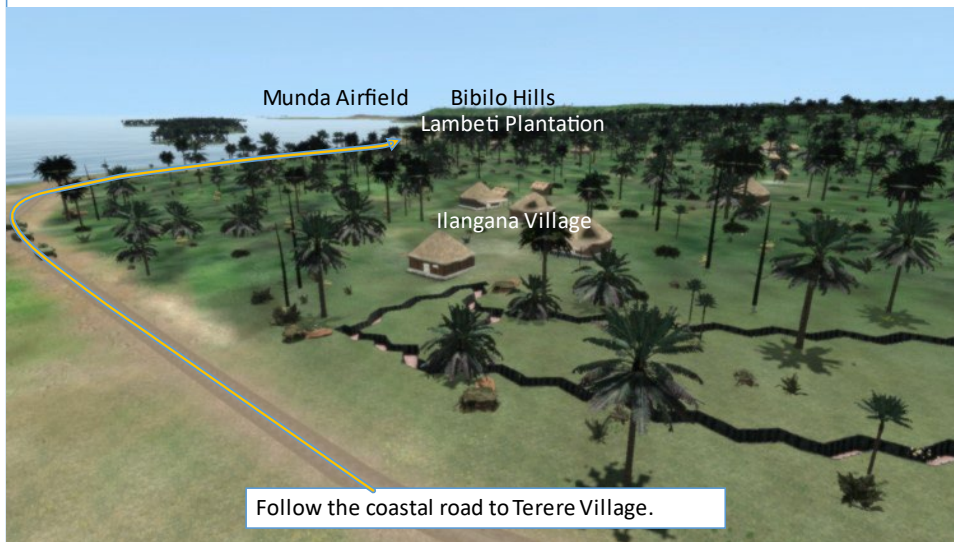 Munda Airfield Bibilo Hills
Lambeti Plantation
Ilangana Village
Follow the coastal road to Terere Village.